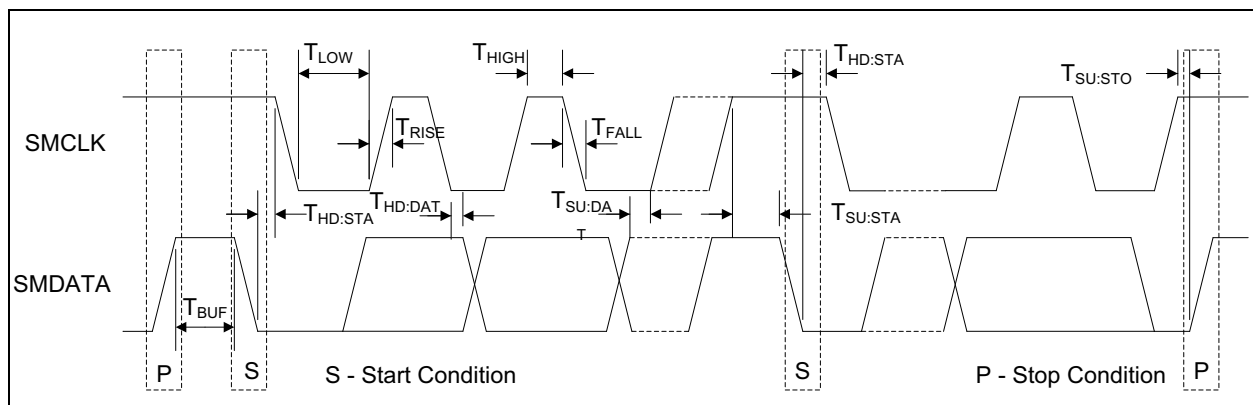 T_LOW
T_HIGH
T_HD:STA
T_SU:STO
SMCLK
T_RISE
T_FALL
T_HD:STA
T_HD:DAT
T_SU:DA
T
T_SU:STA
SMDATA
T_BUF
P
S
S - Start Condition
S
P - Stop Condition
P